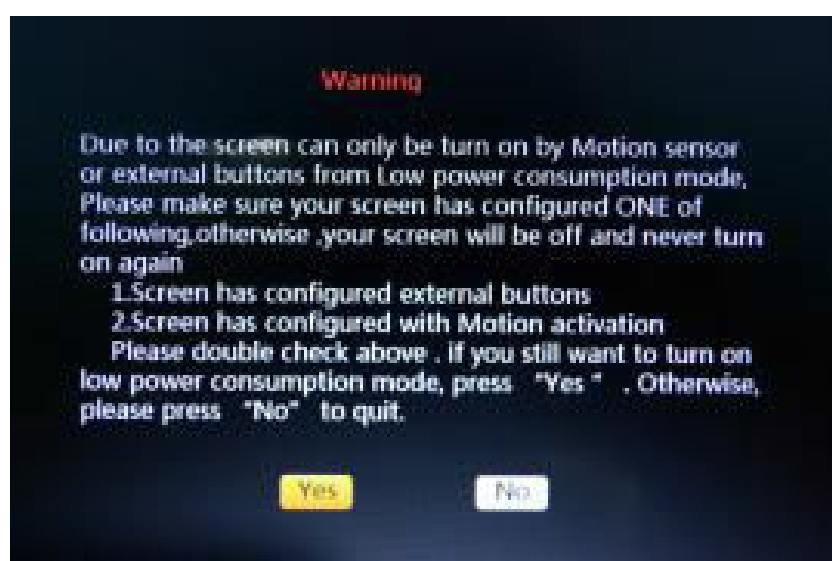 Warning
Due to the screen can only be turn on by Motion sensor
or external buttons from Low power consumption mode,
Please make sure your screen has configured ONE of
following,otherwise ,your screen will be off and never turn
on again
1.Screen has configured external buttons
2.Screen has configured with Motion activation
Please double check above . if you still want to turn on
low power consumption mode, press "Yes " . Otherwise,
please press "No" to quit.
Yes No